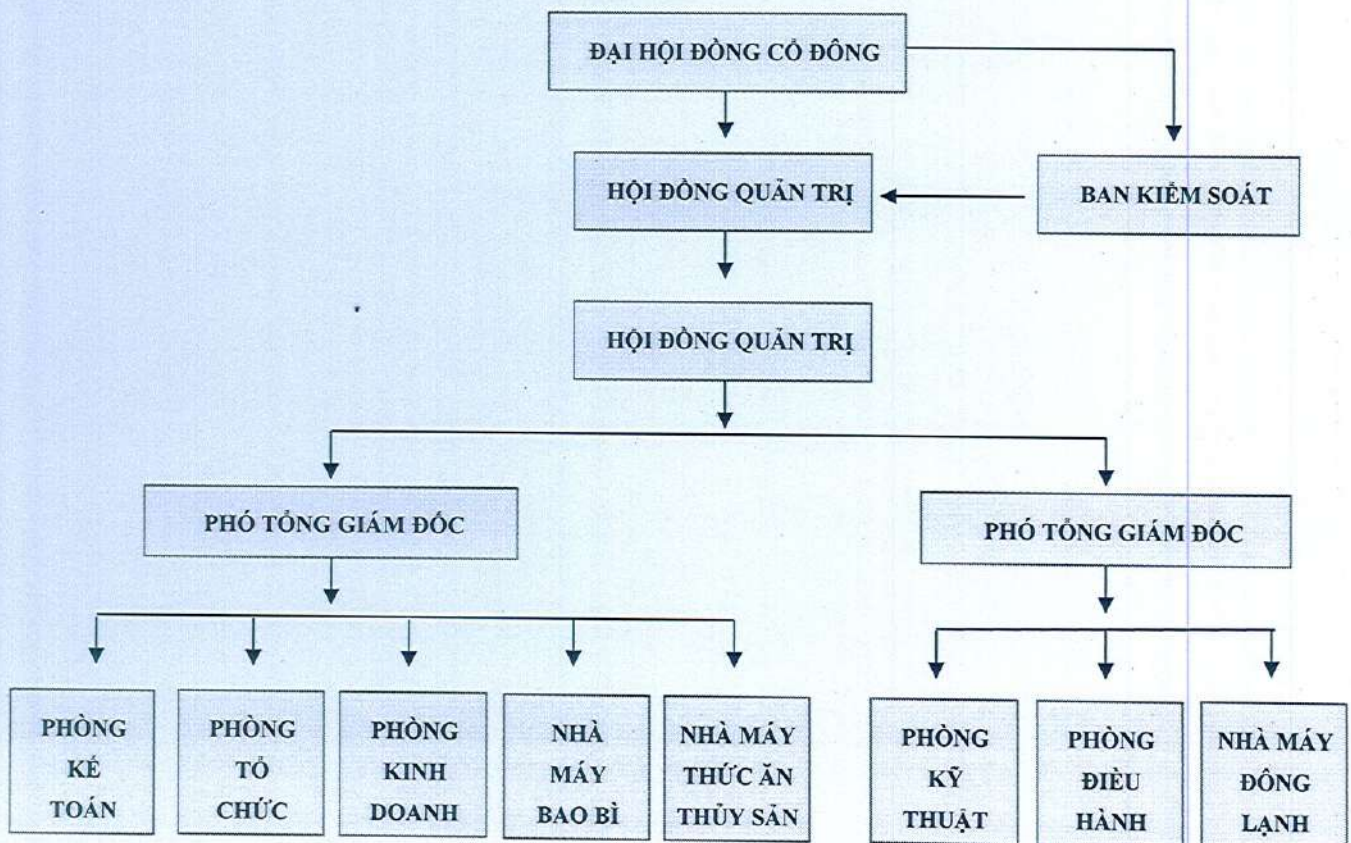 ĐẠI HỘI ĐỒNG CỔ ĐÔNG
HỘI ĐỒNG QUẢN TRỊ
BAN KIỂM SOÁT
HỘI ĐỒNG QUẢN TRỊ
PHÓ TỔNG GIÁM ĐỐC
PHÓ TỔNG GIÁM ĐỐC
PHÒNG
KẾ
TOÁN
PHÒNG
TỔ
CHỨC
PHÒNG
KINH
DOANH
NHÀ
MÁY
BAO BÌ
NHÀ MÁY
THỨC ĂN
THỦY SẢN
PHÒNG
KỸ
THUẬT
PHÒNG
ĐIỀU
HÀNH
NHÀ MÁY
ĐÔNG
LẠNH